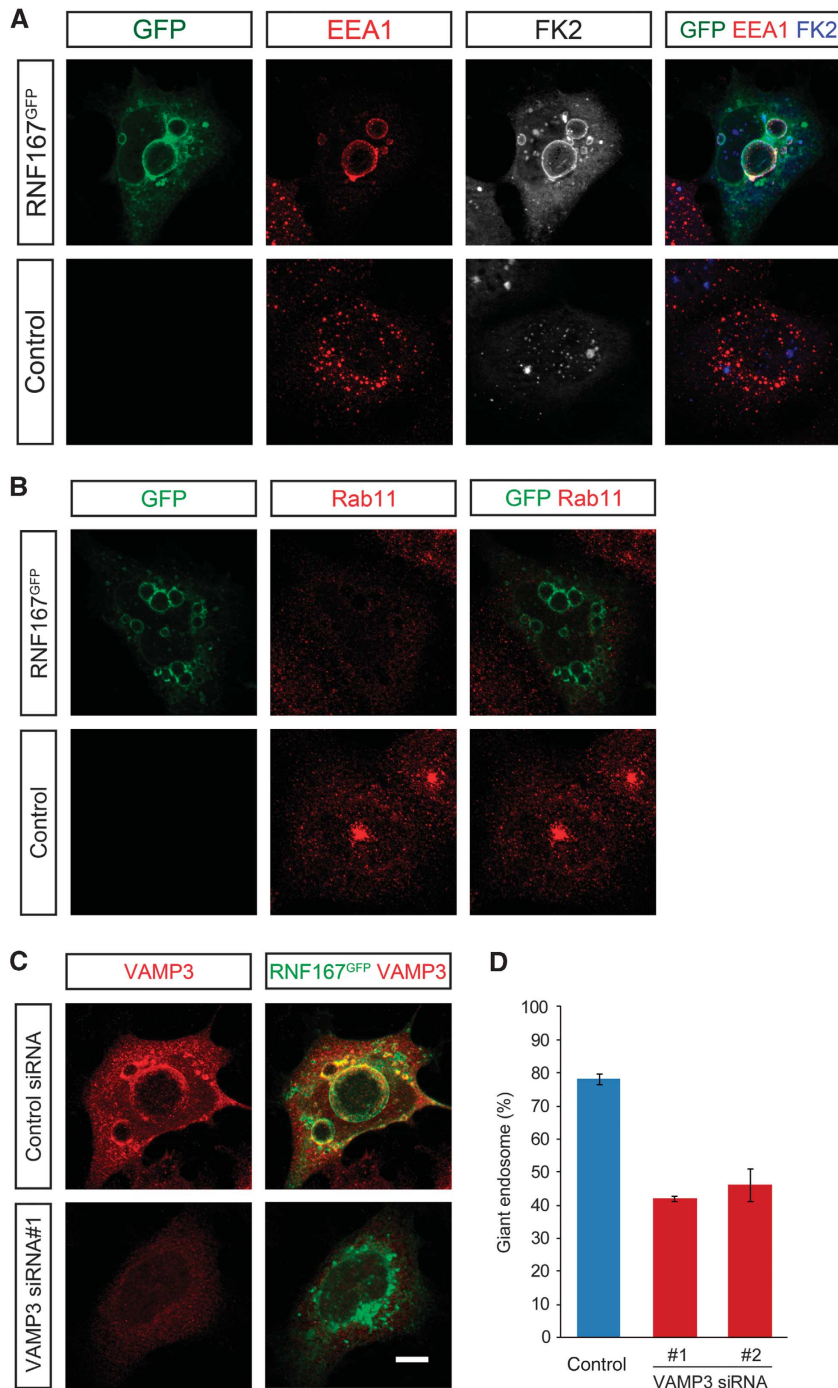 A
GFP
EEA1
FK2
GFP EEA1 FK2
RNF167GFP
Control
B
GFP
Rab11
GFP Rab11
RNF167GFP
Control
C
VAMP3
RNF167GFP VAMP3
Control siRNA
VAMP3 siRNA#1
D
Giant endosome (%)
100
90
80
70
60
50
40
30
20
10
0
Control
#1
#2
VAMP3 siRNA